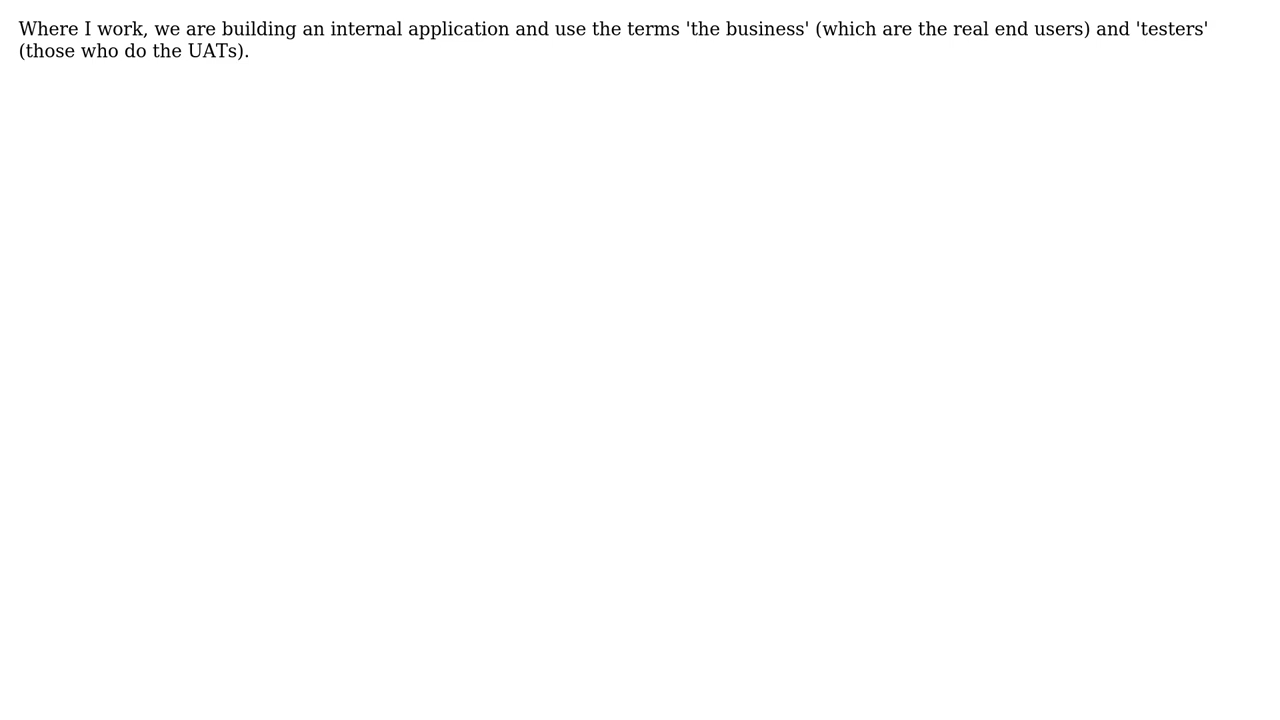 Where I work, we are building an internal application and use the terms 'the business' (which are the real end users) and 'testers'
(those who do the UATs).